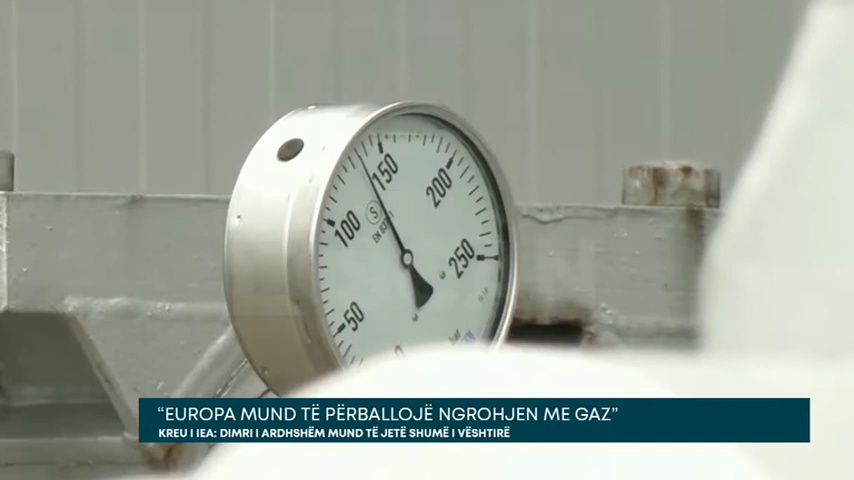 150
200
100
S
250
50
0
"EUROPA MUND TË PËRBALLOJË NGROHJEN ME GAZ"
KREU I IEA: DIMRI I ARDHSHËM MUND TË JETË SHUMË I VËSHTIRË